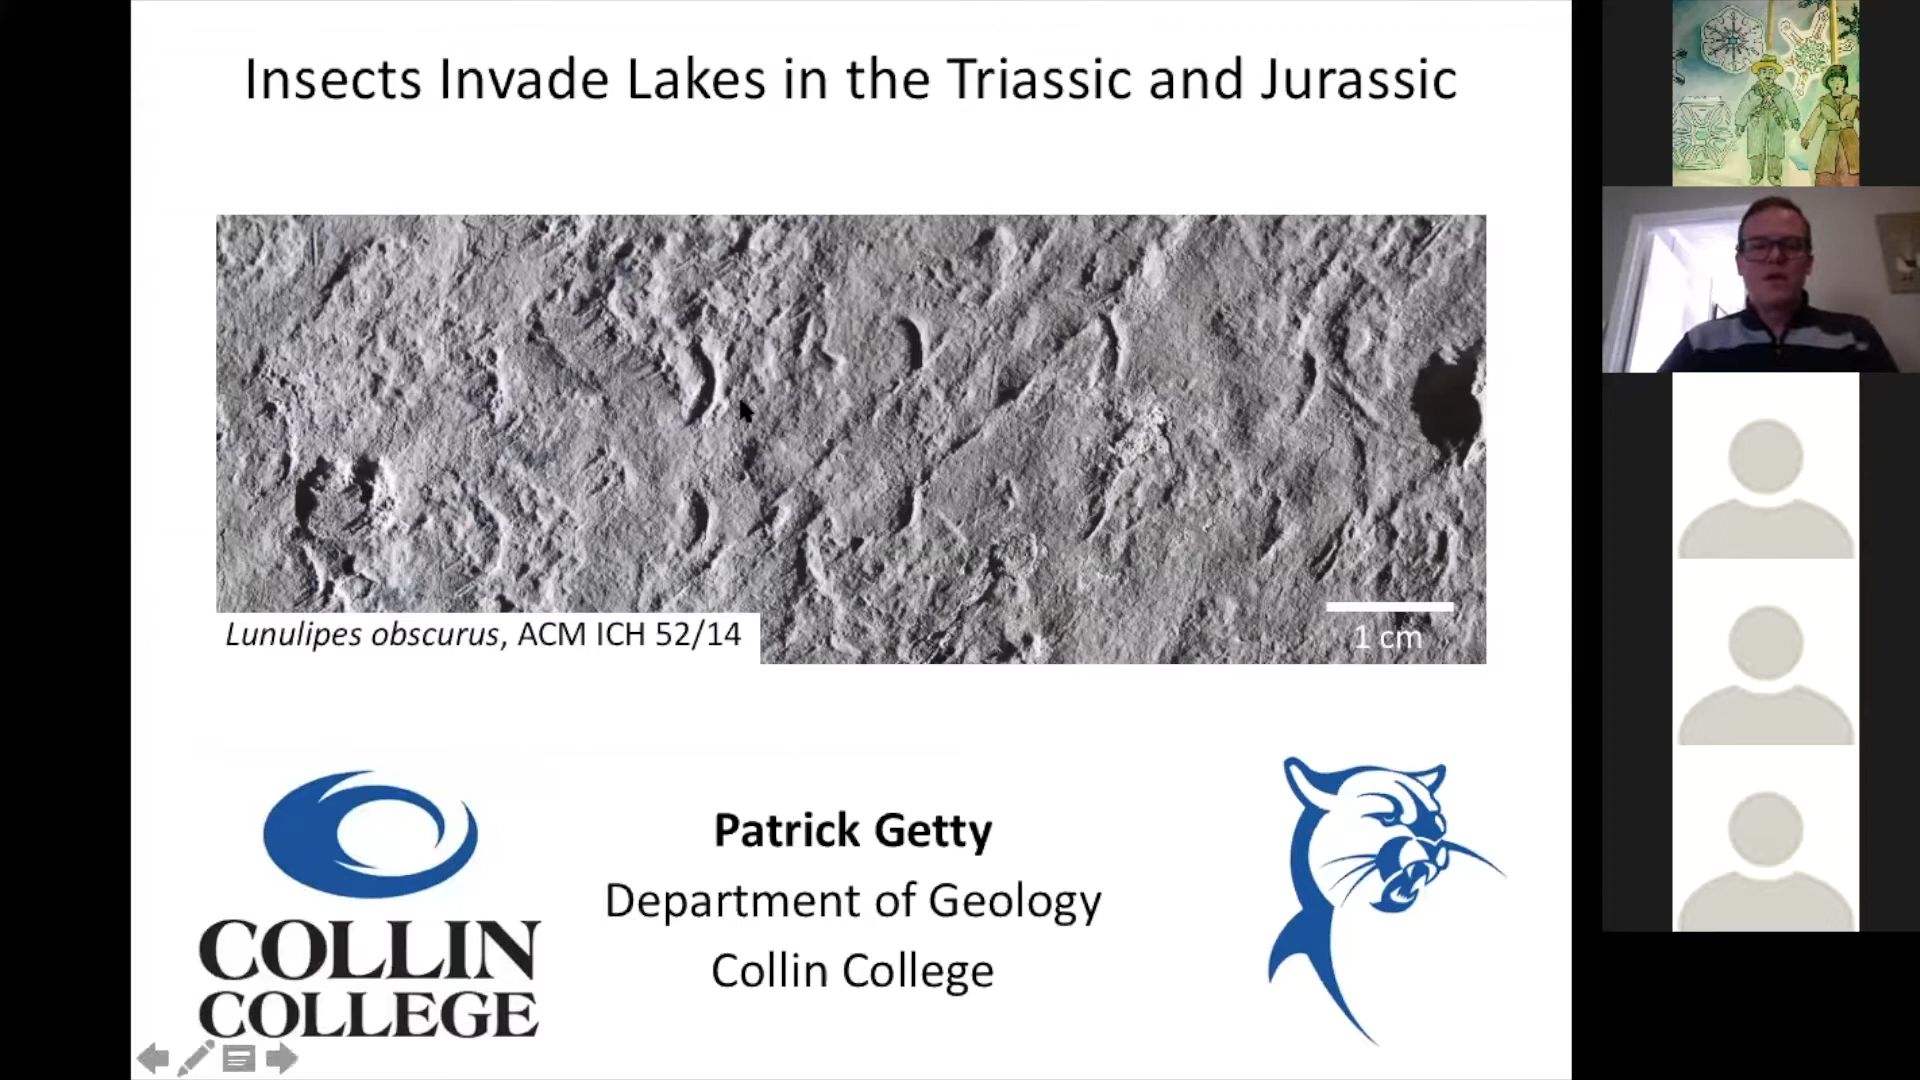 Insects Invade Lakes in the Triassic and Jurassic
Lunulipes obscurus, ACM ICH 52/14
1 cm
Patrick Getty
Department of Geology
Collin College
COLLIN
COLLEGE